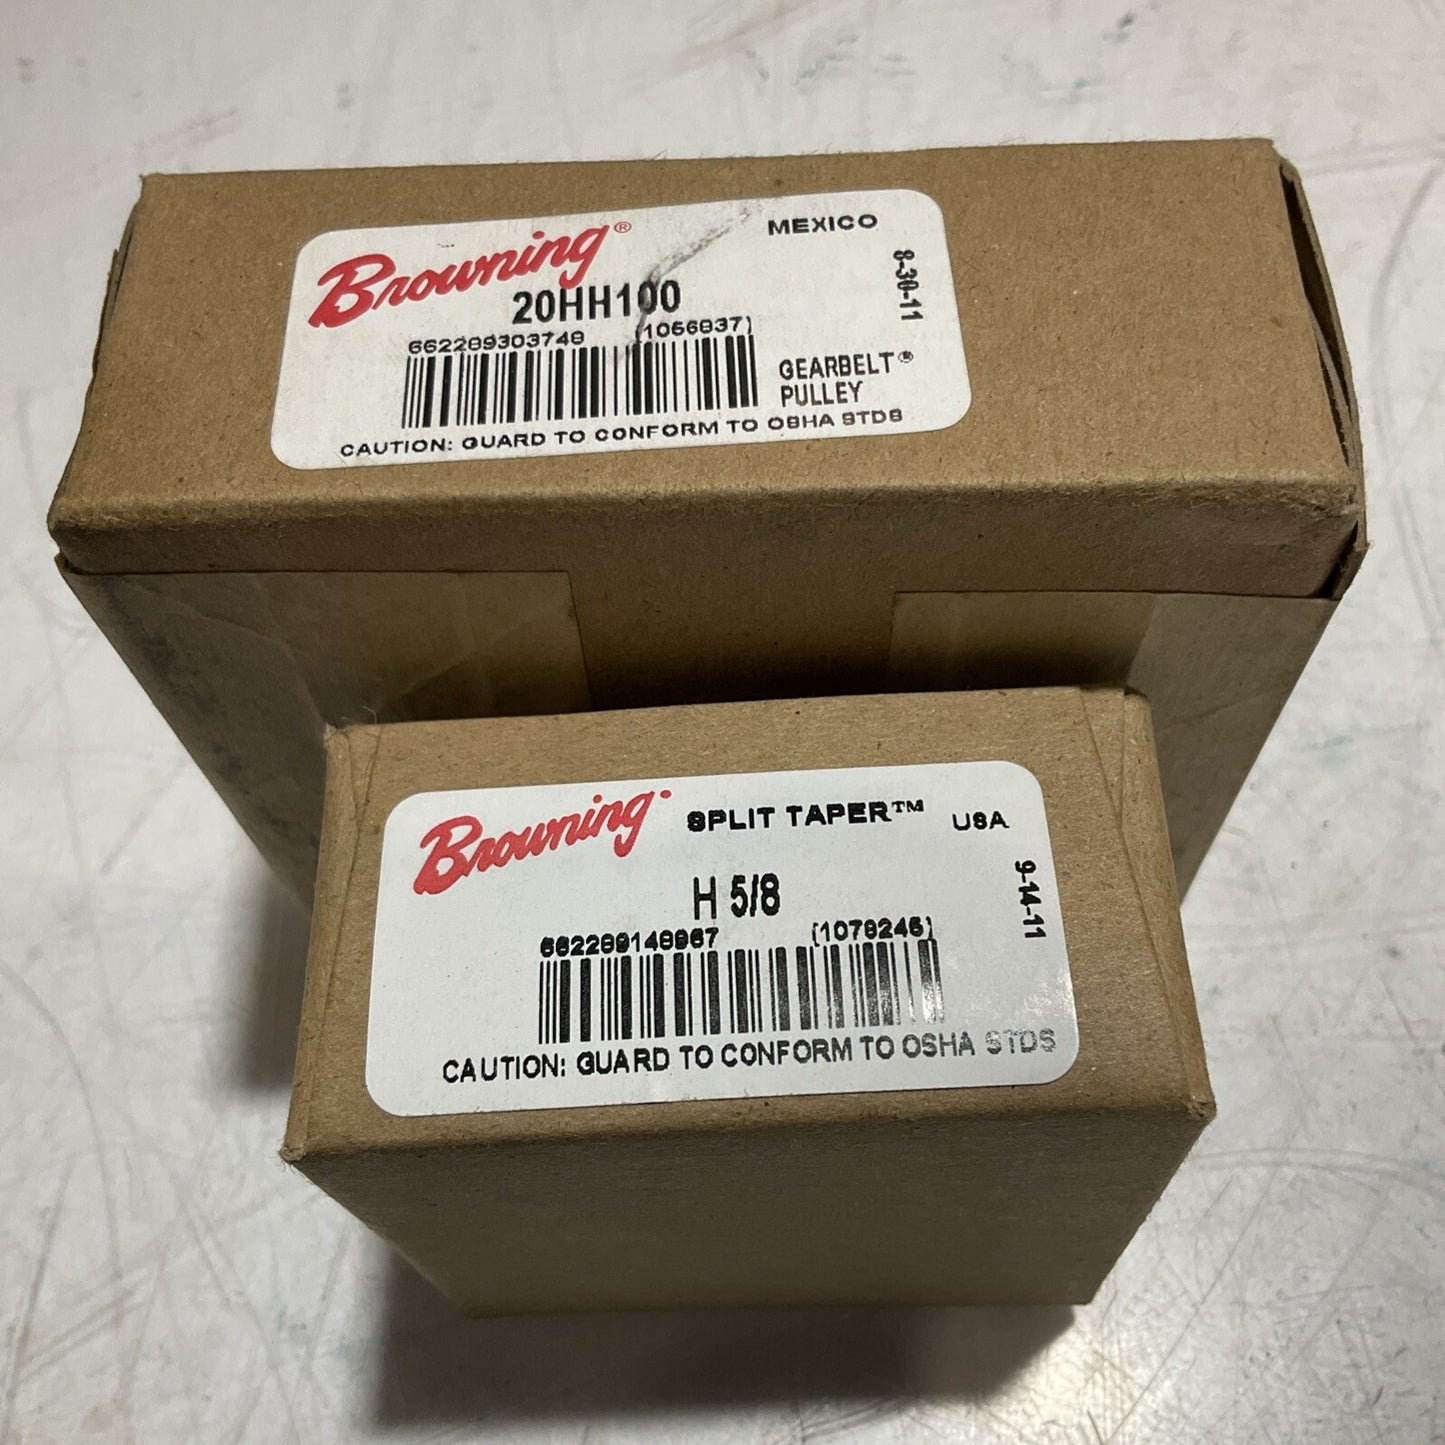 Browning® MEXICO
20HH100
8-30-11
662289303748 (1056837)
GEARBELT®
PULLEY
CAUTION: GUARD TO CONFORM TO OSHA STDS
Browning SPLIT TAPER™ USA
H 5/8
9-14-11
662289148967 (1079245)
CAUTION: GUARD TO CONFORM TO OSHA STDS